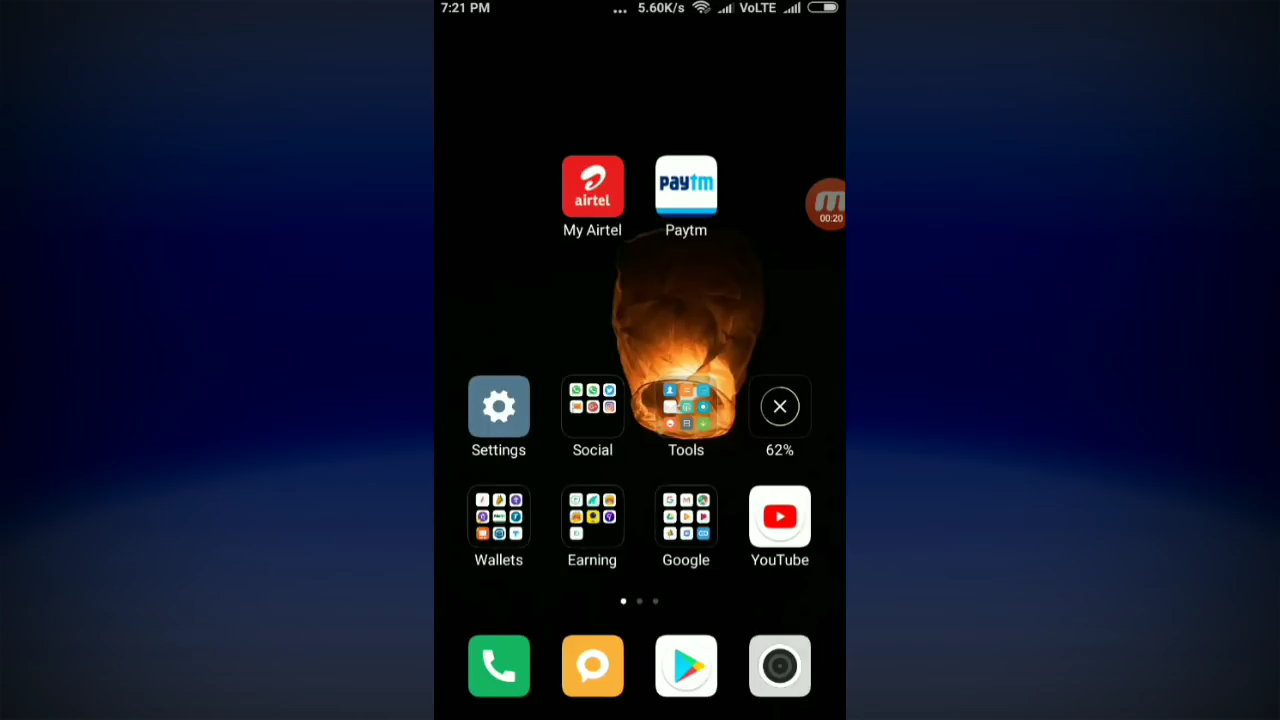 7:21 PM ... 5.60K/s VoLTE
airtel
paytm
00:20
My Airtel Paytm
Settings Social Tools 62%
Wallets Earning Google YouTube